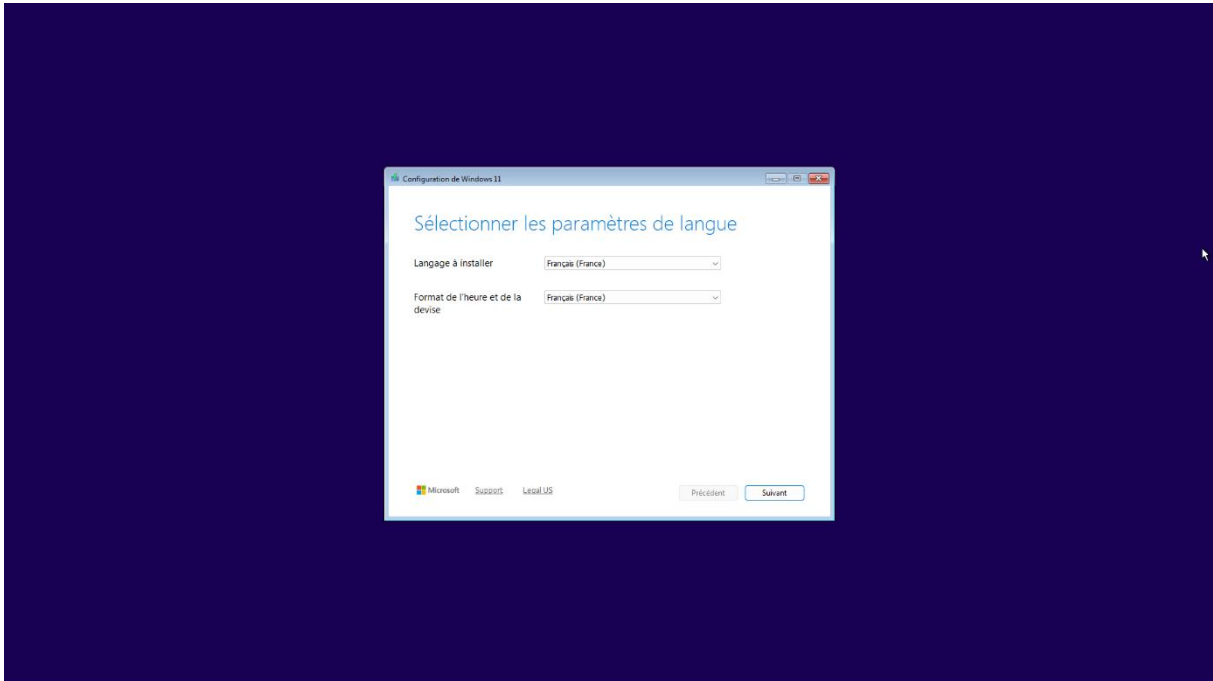 Configuration de Windows 11
Sélectionner les paramètres de langue
Langage à installer
Français (France)
Format de l'heure et de la
devise
Français (France)
Microsoft Support Legal US
Précédent Suivant